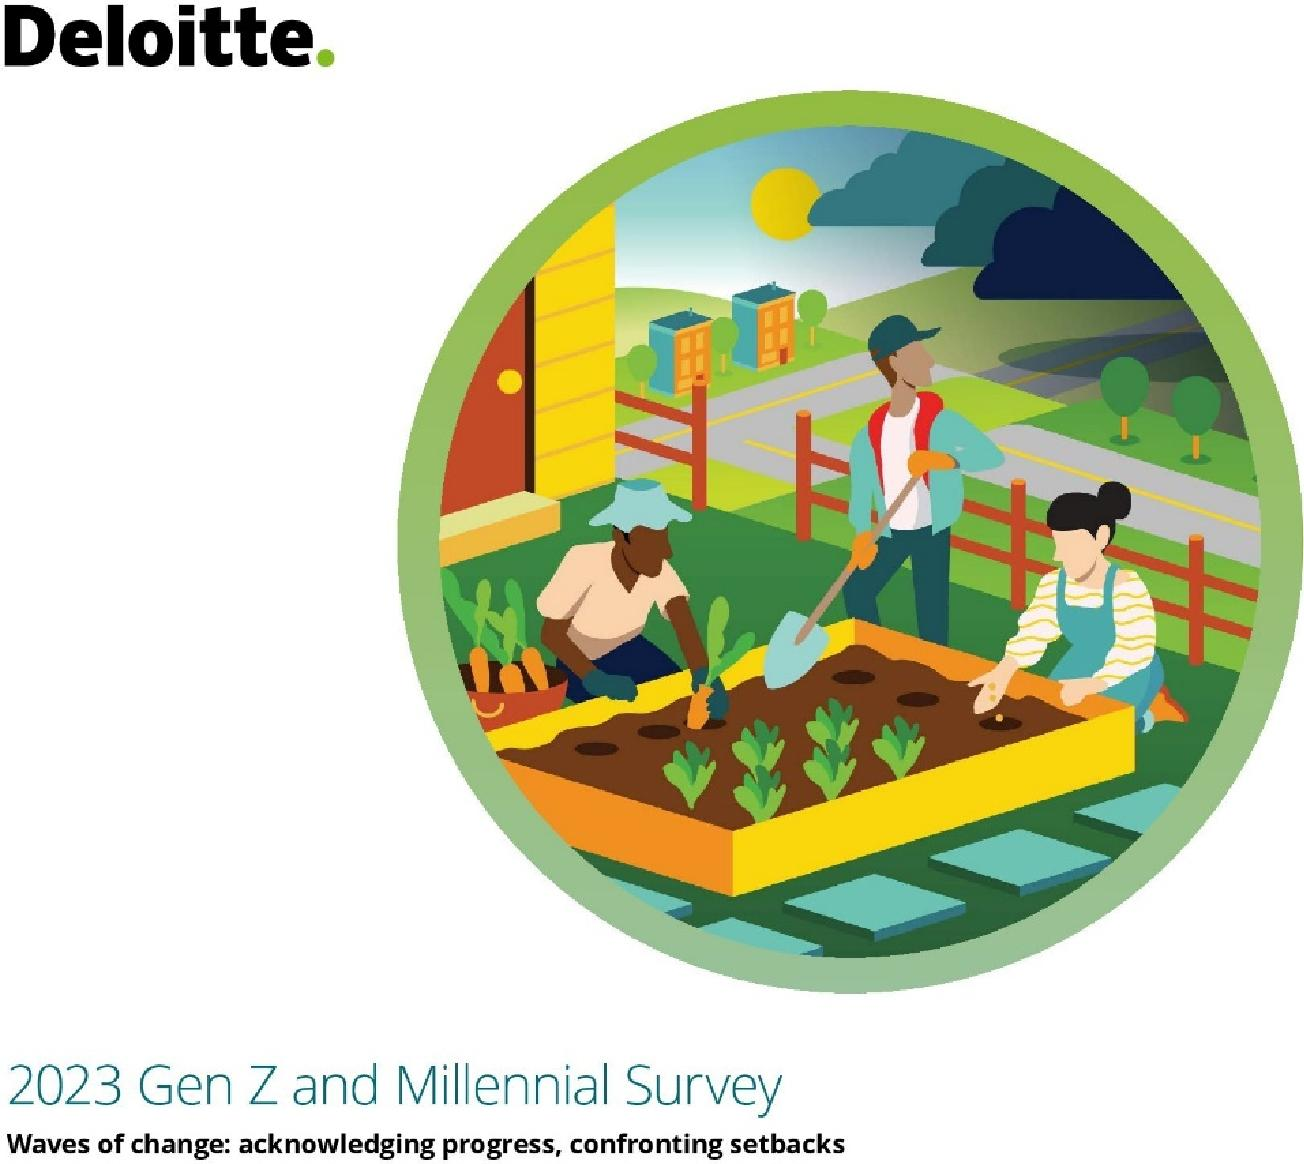 Deloitte.
2023 Gen Z and Millennial Survey
Waves of change: acknowledging progress, confronting setbacks